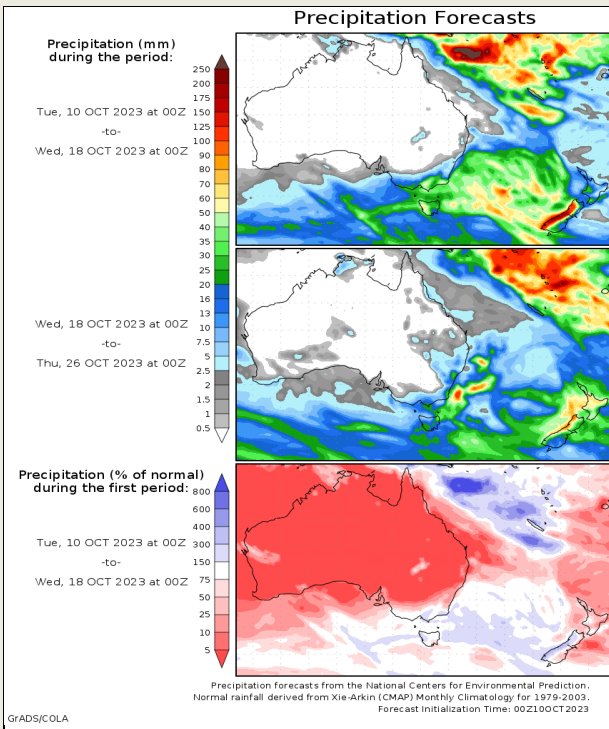 Precipitation Forecasts
Precipitation (mm)
during the period:
Tue, 10 OCT 2023 at 00Z
-to-
Wed, 18 OCT 2023 at 00Z
250
200
175
150
125
100
90
80
70
60
50
40
35
30
25
20
16
13
10
7.5
5
2.5
2
1.5
1
0.5
Wed, 18 OCT 2023 at 00Z
-to-
Thu, 26 OCT 2023 at 00Z
Precipitation (% of normal)
during the first period:
Tue, 10 OCT 2023 at 00Z
-to-
Wed, 18 OCT 2023 at 00Z
800
600
400
300
150
75
50
25
10
5
Precipitation forecasts from the National Centers for Environmental Prediction.
Normal rainfall derived from Xie-Arkin (CMAP) Monthly Climatology for 1979-2003.
Forecast Initialization Time: 00Z10OCT2023
GrADS/COLA